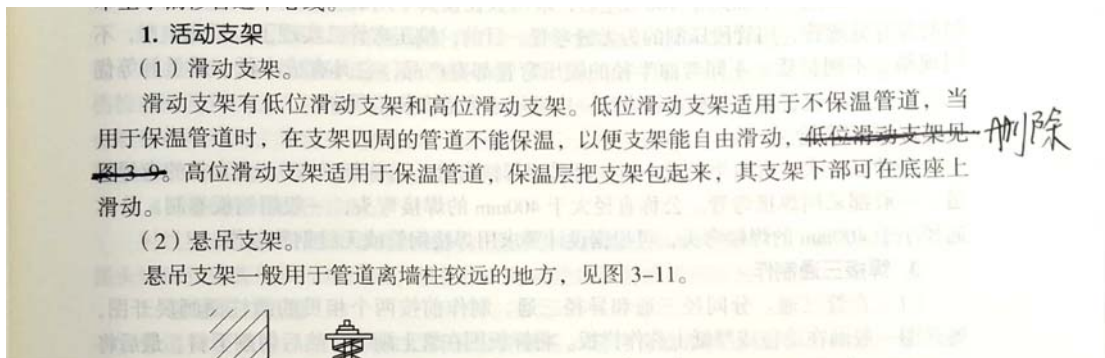 1. 活动支架
（1）滑动支架。
滑动支架有低位滑动支架和高位滑动支架。低位滑动支架适用于不保温管道，当
用于保温管道时，在支架四周的管道不能保温，以便支架能自由滑动，低位滑动支架见 删除
图3-9。高位滑动支架适用于保温管道，保温层把支架包起来，其支架下部可在底座上
滑动。
（2）悬吊支架。
悬吊支架一般用于管道离墙柱较远的地方，见图 3-11。